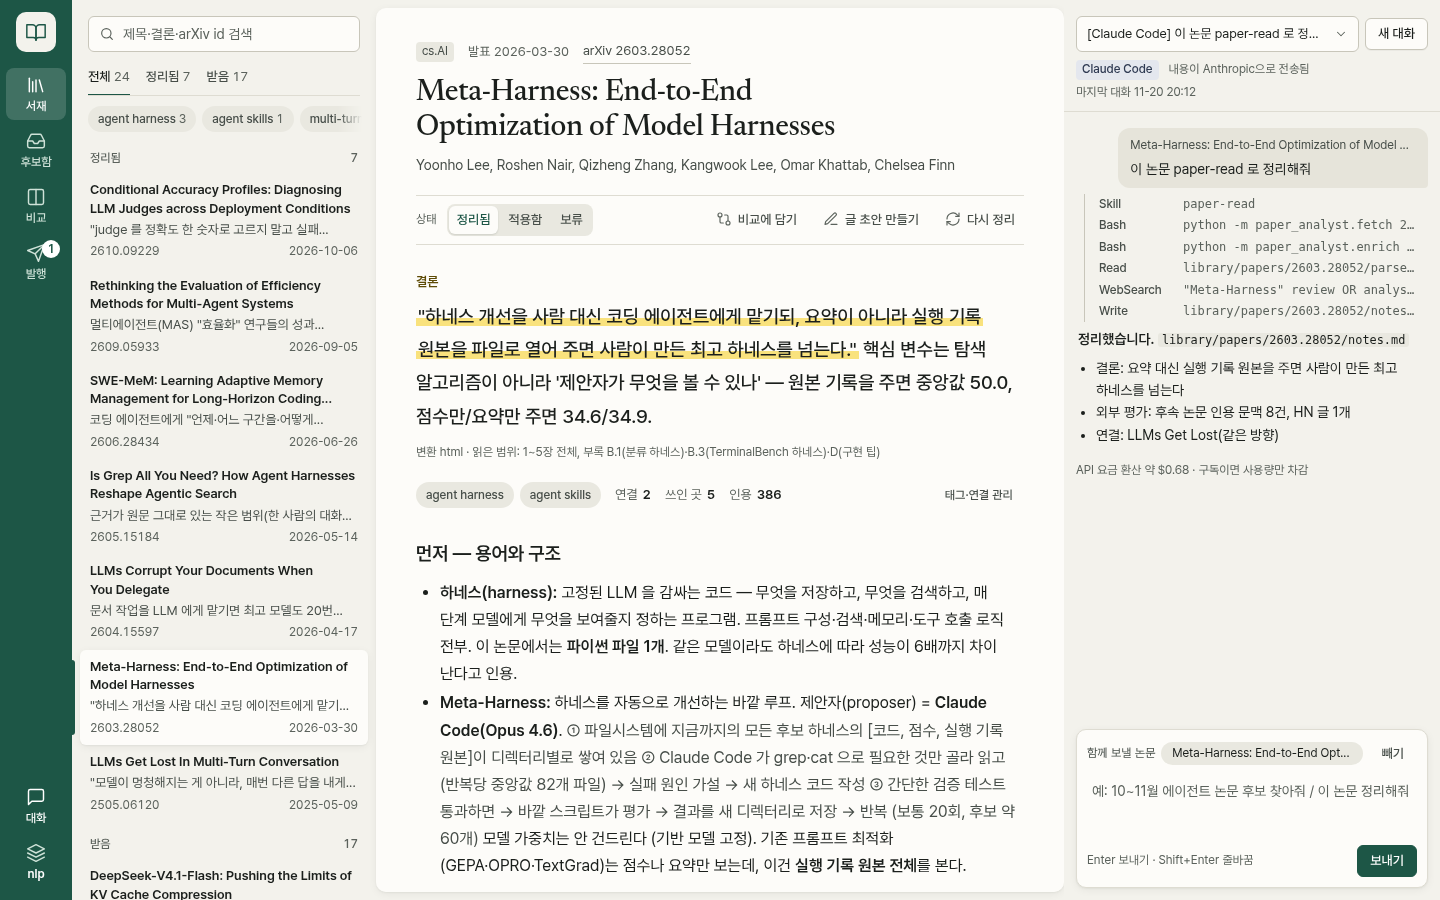 서재
후보함
비교
1
발행
대화
nlp
제목·결론·arXiv id 검색
전체 24 정리됨 7 받음 17
agent harness 3 agent skills 1 multi-turn
정리됨 7
Conditional Accuracy Profiles: Diagnosing
LLM Judges across Deployment Conditions
"judge 를 정확도 한 숫자로 고르지 말고 실패…
2610.09229 2026-10-06
Rethinking the Evaluation of Efficiency
Methods for Multi-Agent Systems
멀티에이전트(MAS) "효율화" 연구들의 성과…
2609.05933 2026-09-05
SWE-MeM: Learning Adaptive Memory
Management for Long-Horizon Coding…
코딩 에이전트에게 "언제·어느 구간을·어떻게…
2606.28434 2026-06-26
Is Grep All You Need? How Agent Harnesses
Reshape Agentic Search
근거가 원문 그대로 있는 작은 범위(한 사람의 대화…
2605.15184 2026-05-14
LLMs Corrupt Your Documents When
You Delegate
문서 작업을 LLM 에게 맡기면 최고 모델도 20번…
2604.15597 2026-04-17
Meta-Harness: End-to-End Optimization of
Model Harnesses
"하네스 개선을 사람 대신 코딩 에이전트에게 맡기…
2603.28052 2026-03-30
LLMs Get Lost In Multi-Turn Conversation
"모델이 멍청해지는 게 아니라, 매번 다른 답을 내게…
2505.06120 2025-05-09
받음 17
DeepSeek-V4.1-Flash: Pushing the Limits of
KV Cache Compression
cs.AI 발표 2026-03-30 arXiv 2603.28052
Meta-Harness: End-to-End
Optimization of Model Harnesses
Yoonho Lee, Roshen Nair, Qizheng Zhang, Kangwook Lee, Omar Khattab, Chelsea Finn
상태 정리됨 적용함 보류 비교에 담기 글 초안 만들기 다시 정리
결론
"하네스 개선을 사람 대신 코딩 에이전트에게 맡기되, 요약이 아니라 실행 기록
원본을 파일로 열어 주면 사람이 만든 최고 하네스를 넘는다." 핵심 변수는 탐색
알고리즘이 아니라 '제안자가 무엇을 볼 수 있나' — 원본 기록을 주면 중앙값 50.0,
점수만/요약만 주면 34.6/34.9.
변환 html · 읽은 범위: 1~5장 전체, 부록 B.1(분류 하네스)·B.3(TerminalBench 하네스)·D(구현 팁)
agent harness agent skills 연결 2 쓰인 곳 5 인용 386 태그·연결 관리
먼저 — 용어와 구조
• 하네스(harness): 고정된 LLM 을 감싸는 코드 — 무엇을 저장하고, 무엇을 검색하고, 매
단계 모델에게 무엇을 보여줄지 정하는 프로그램. 프롬프트 구성·검색·메모리·도구 호출 로직
전부. 이 논문에서는 파이썬 파일 1개. 같은 모델이라도 하네스에 따라 성능이 6배까지 차이
난다고 인용.
• Meta-Harness: 하네스를 자동으로 개선하는 바깥 루프. 제안자(proposer) = Claude
Code(Opus 4.6). ① 파일시스템에 지금까지의 모든 후보 하네스의 [코드, 점수, 실행 기록
원본]이 디렉터리별로 쌓여 있음 ② Claude Code 가 grep·cat 으로 필요한 것만 골라 읽고
(반복당 중앙값 82개 파일) → 실패 원인 가설 → 새 하네스 코드 작성 ③ 간단한 검증 테스트
통과하면 → 바깥 스크립트가 평가 → 결과를 새 디렉터리로 저장 → 반복 (보통 20회, 후보 약
60개) 모델 가중치는 안 건드린다 (기반 모델 고정). 기존 프롬프트 최적화
(GEPA·OPRO·TextGrad)는 점수나 요약만 보는데, 이건 실행 기록 원본 전체를 본다.
[Claude Code] 이 논문 paper-read 로 정… 새 대화
Claude Code 내용이 Anthropic으로 전송됨
마지막 대화 11-20 20:12
Meta-Harness: End-to-End Optimization of Model …
이 논문 paper-read 로 정리해줘
Skill paper-read
Bash python -m paper_analyst.fetch 2…
Bash python -m paper_analyst.enrich …
Read library/papers/2603.28052/parse…
WebSearch "Meta-Harness" review OR analys…
Write library/papers/2603.28052/notes…
정리했습니다. library/papers/2603.28052/notes.md
• 결론: 요약 대신 실행 기록 원본을 주면 사람이 만든 최고
하네스를 넘는다
• 외부 평가: 후속 논문 인용 문맥 8건, HN 글 1개
• 연결: LLMs Get Lost(같은 방향)
API 요금 환산 약 $0.68 · 구독이면 사용량만 차감
함께 보낼 논문 Meta-Harness: End-to-End Opt… 빼기
예: 10~11월 에이전트 논문 후보 찾아줘 / 이 논문 정리해줘
Enter 보내기 · Shift+Enter 줄바꿈 보내기